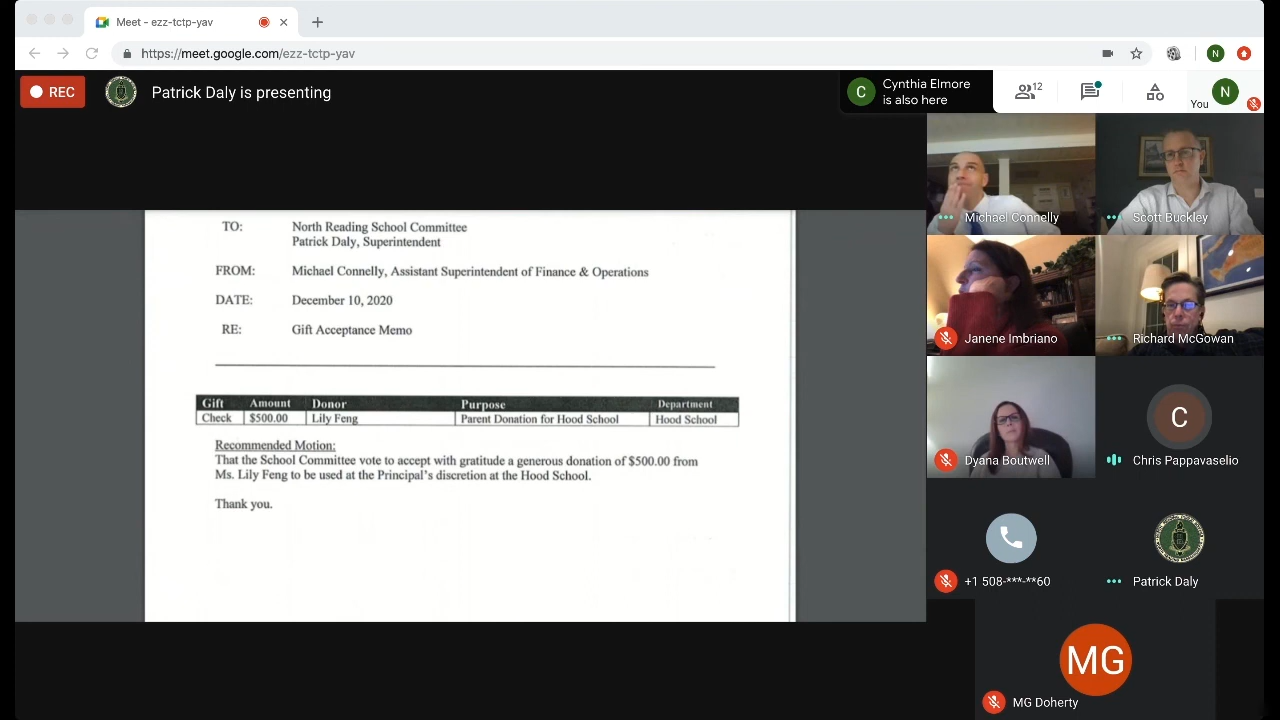 Meet - ezz-tctp-yav
https://meet.google.com/ezz-tctp-yav
N
REC
Patrick Daly is presenting
C
Cynthia Elmore
is also here
12
You
N
TO:
North Reading School Committee
Patrick Daly, Superintendent
FROM:
Michael Connelly, Assistant Superintendent of Finance & Operations
DATE:
December 10, 2020
RE:
Gift Acceptance Memo
Gift Amount Donor Purpose Department
Check $500.00 Lily Feng Parent Donation for Hood School Hood School
Recommended Motion:
That the School Committee vote to accept with gratitude a generous donation of $500.00 from
Ms. Lily Feng to be used at the Principal's discretion at the Hood School.
Thank you.
Michael Connelly
Scott Buckley
Janene Imbriano
Richard McGowan
Dyana Boutwell
C
Chris Pappavaselio
+1 508-***-**60
Patrick Daly
MG
MG Doherty